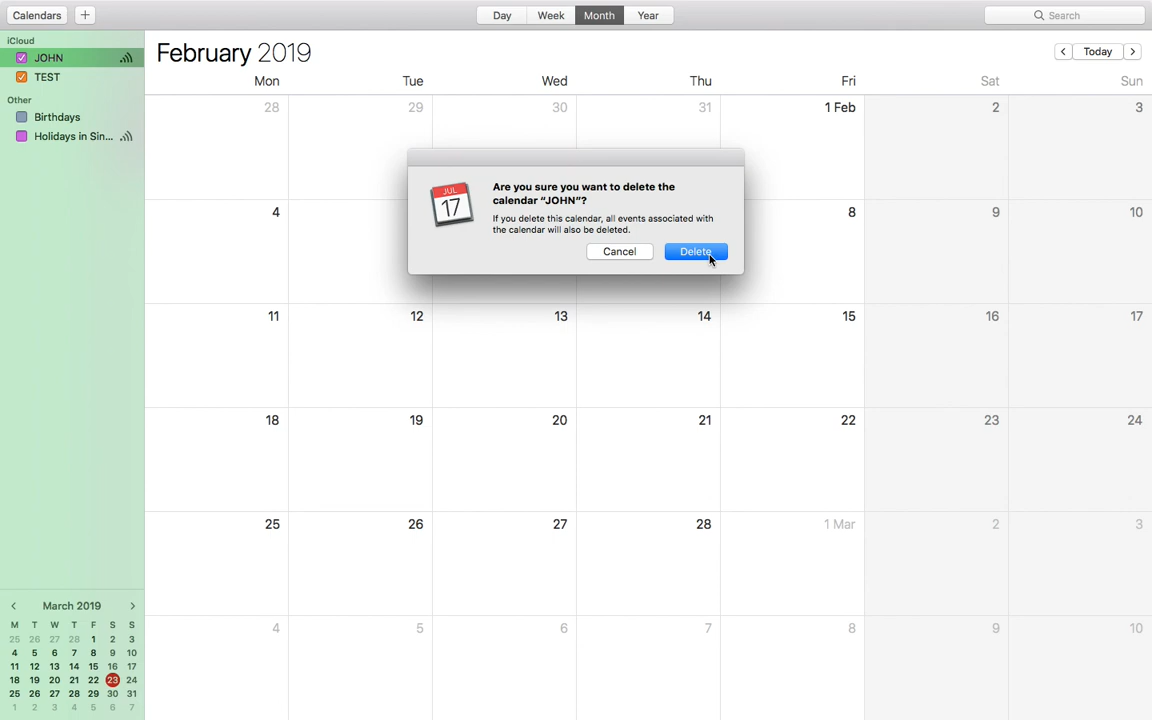 Calendars + Day Week Month Year Search
iCloud
JOHN
TEST
Other
Birthdays
Holidays in Sin...
February 2019
< Today >
Mon Tue Wed Thu Fri Sat Sun
28 29 30 31 1 Feb 2 3
Are you sure you want to delete the
calendar “JOHN”?
If you delete this calendar, all events associated with
the calendar will also be deleted.
Cancel Delete
JUL
17
4 8 9 10
11 12 13 14 15 16 17
18 19 20 21 22 23 24
25 26 27 28 1 Mar 2 3
4 5 6 7 8 9 10
< March 2019 >
M T W T F S S
25 26 27 28 1 2 3
4 5 6 7 8 9 10
11 12 13 14 15 16 17
18 19 20 21 22 23 24
25 26 27 28 29 30 31
1 2 3 4 5 6 7